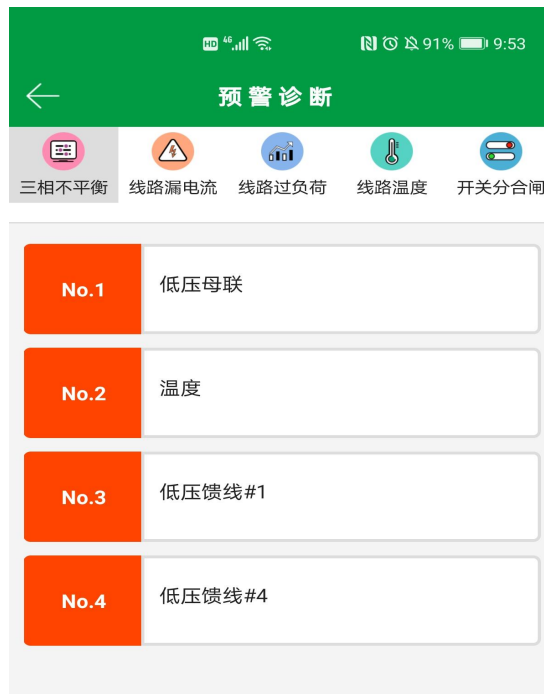 HD 46 91% 9:53
预警诊断
三相不平衡 线路漏电流 线路过负荷 线路温度 开关分合闸
No.1 低压母联
No.2 温度
No.3 低压馈线#1
No.4 低压馈线#4